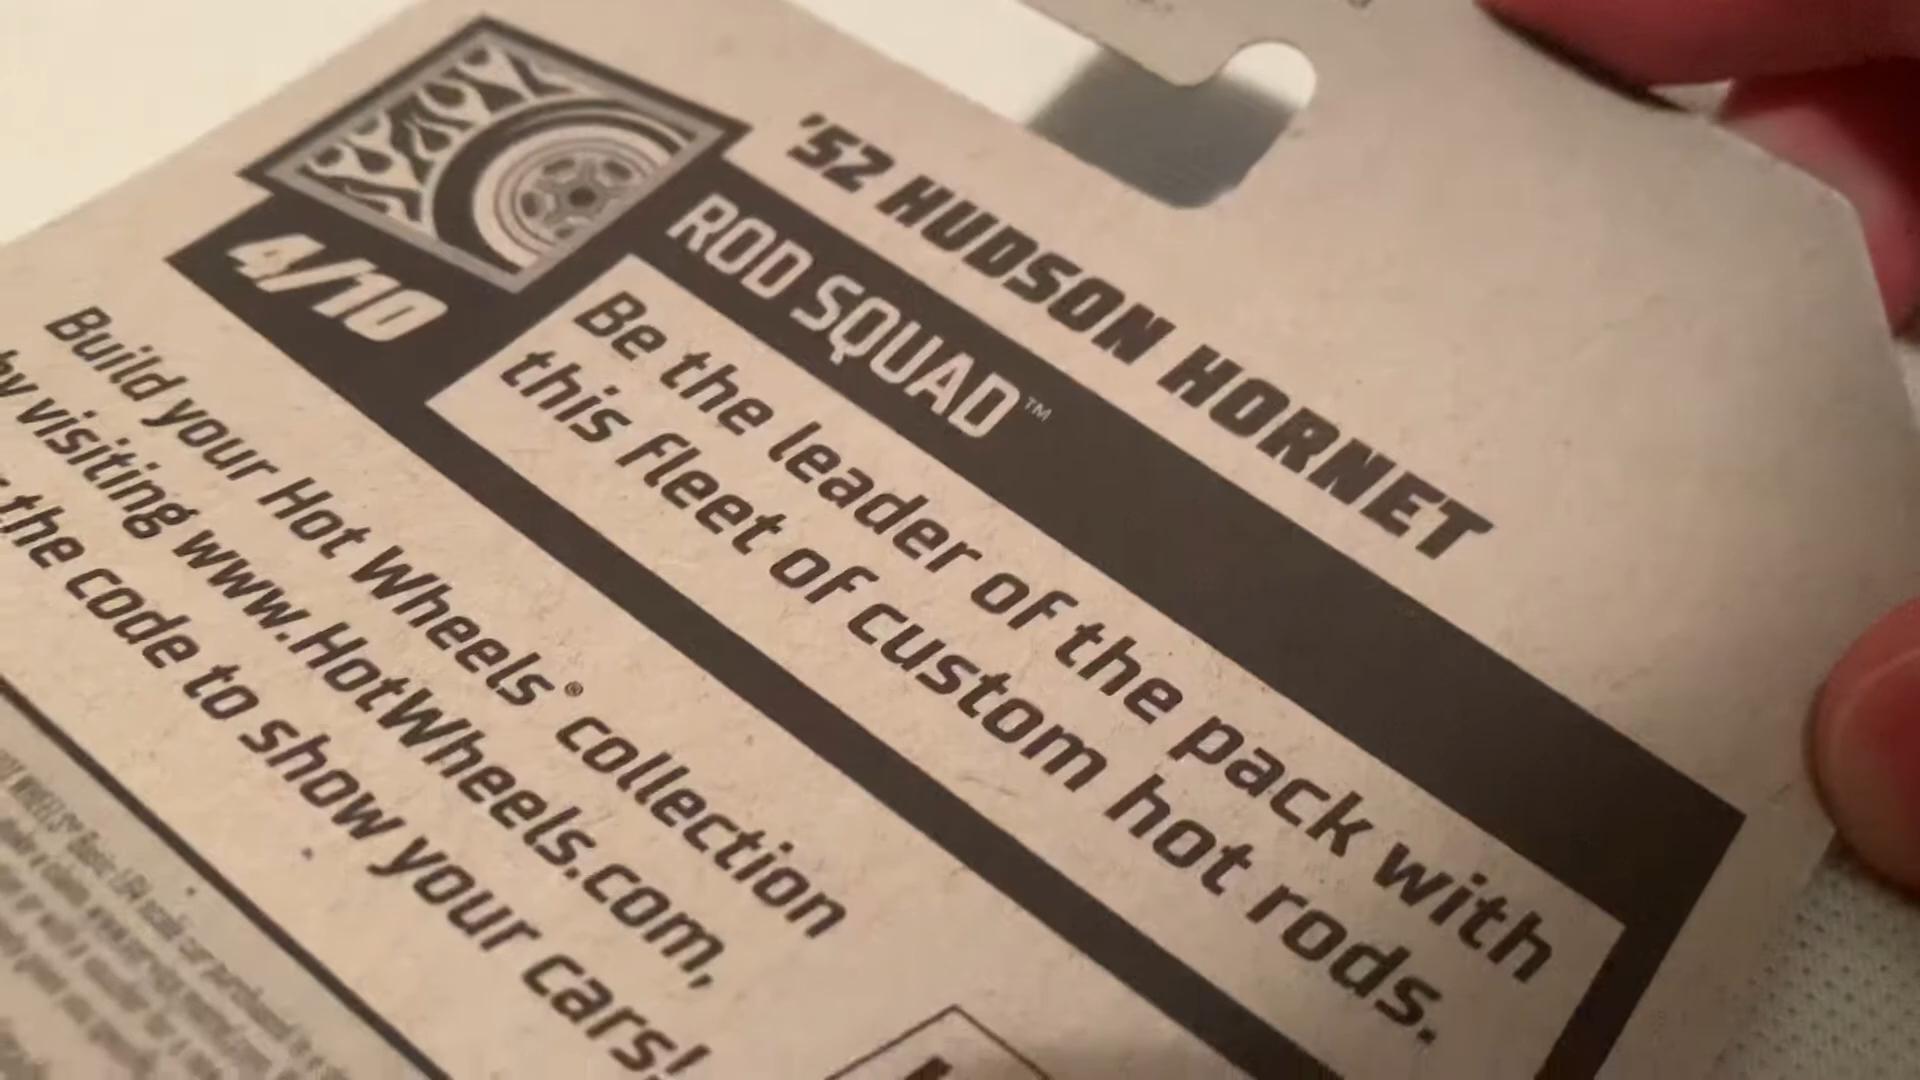 '52 HUDSON HORNET
ROD SQUAD™
4/10
Be the leader of the pack with
this fleet of custom hot rods.
Build your Hot Wheels® collection
by visiting www.HotWheels.com,
the code to show your cars!